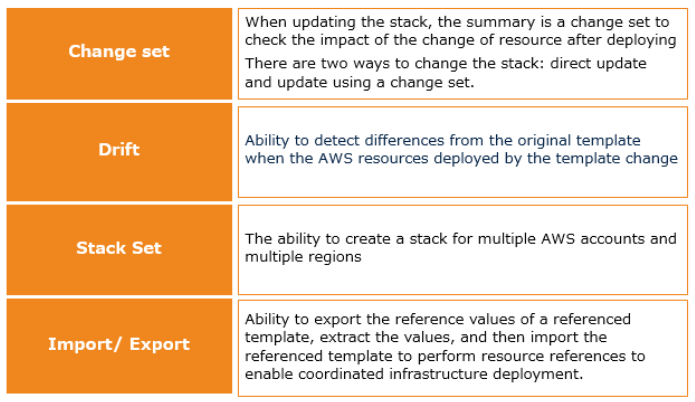 Change set
When updating the stack, the summary is a change set to
check the impact of the change of resource after deploying
There are two ways to change the stack: direct update
and update using a change set.
Drift
Ability to detect differences from the original template
when the AWS resources deployed by the template change
Stack Set
The ability to create a stack for multiple AWS accounts and
multiple regions
Import/ Export
Ability to export the reference values of a referenced
template, extract the values, and then import the
referenced template to perform resource references to
enable coordinated infrastructure deployment.